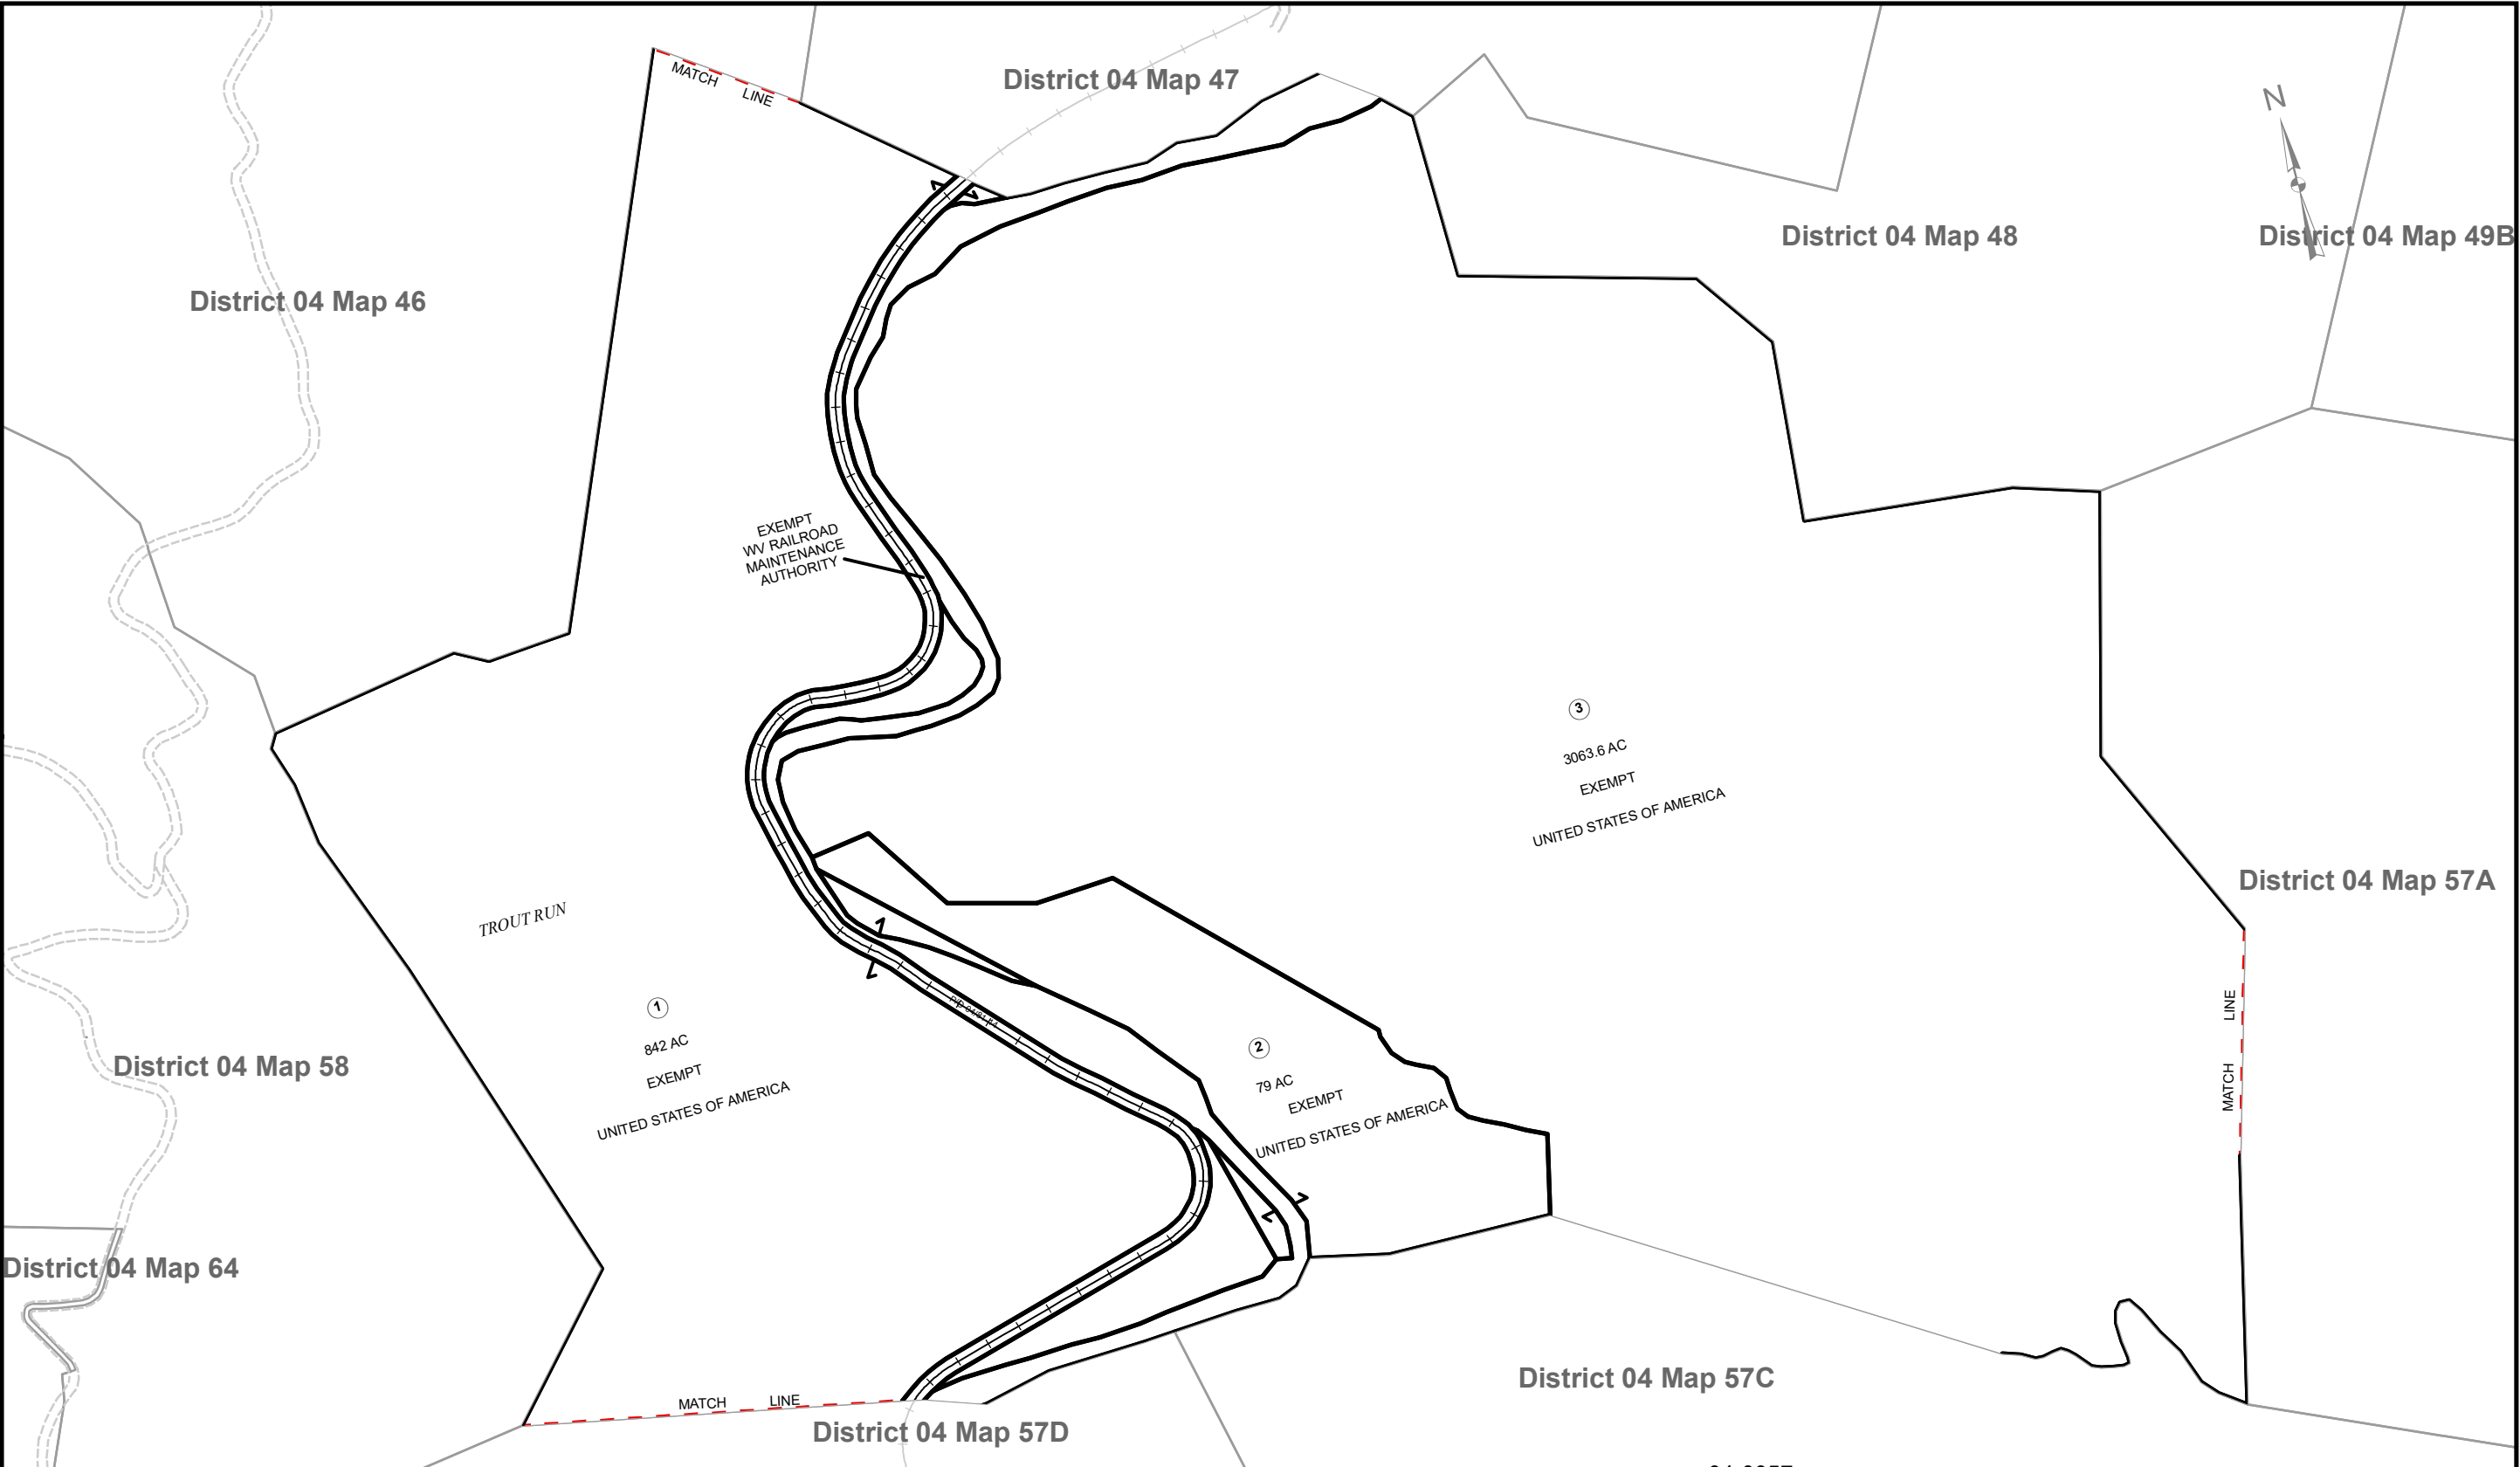 MATCH LINE
District 04 Map 47
N
District 04 Map 48
District 04 Map 49B
District 04 Map 46
EXEMPT
WV RAILROAD
MAINTENANCE
AUTHORITY
3
3063.6 AC
EXEMPT
UNITED STATES OF AMERICA
District 04 Map 57A
TROUT RUN
1
842 AC
EXEMPT
UNITED STATES OF AMERICA
2
79 AC
EXEMPT
UNITED STATES OF AMERICA
MATCH LINE
District 04 Map 58
District 04 Map 64
District 04 Map 57C
MATCH LINE
District 04 Map 57D